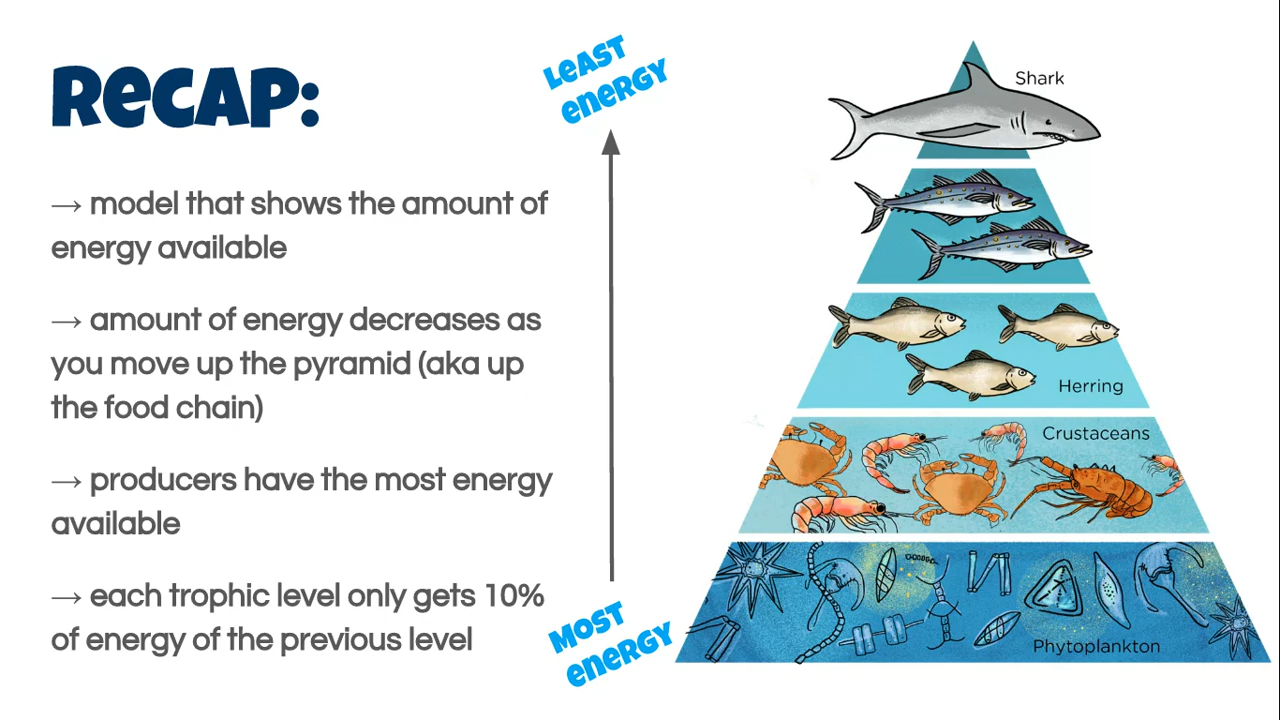 RECAP:
→ model that shows the amount of
energy available
→ amount of energy decreases as
you move up the pyramid (aka up
the food chain)
→ producers have the most energy
available
→ each trophic level only gets 10%
of energy of the previous level
LEAST
ENERGY
MOST
ENERGY
Shark
Herring
Crustaceans
Phytoplankton